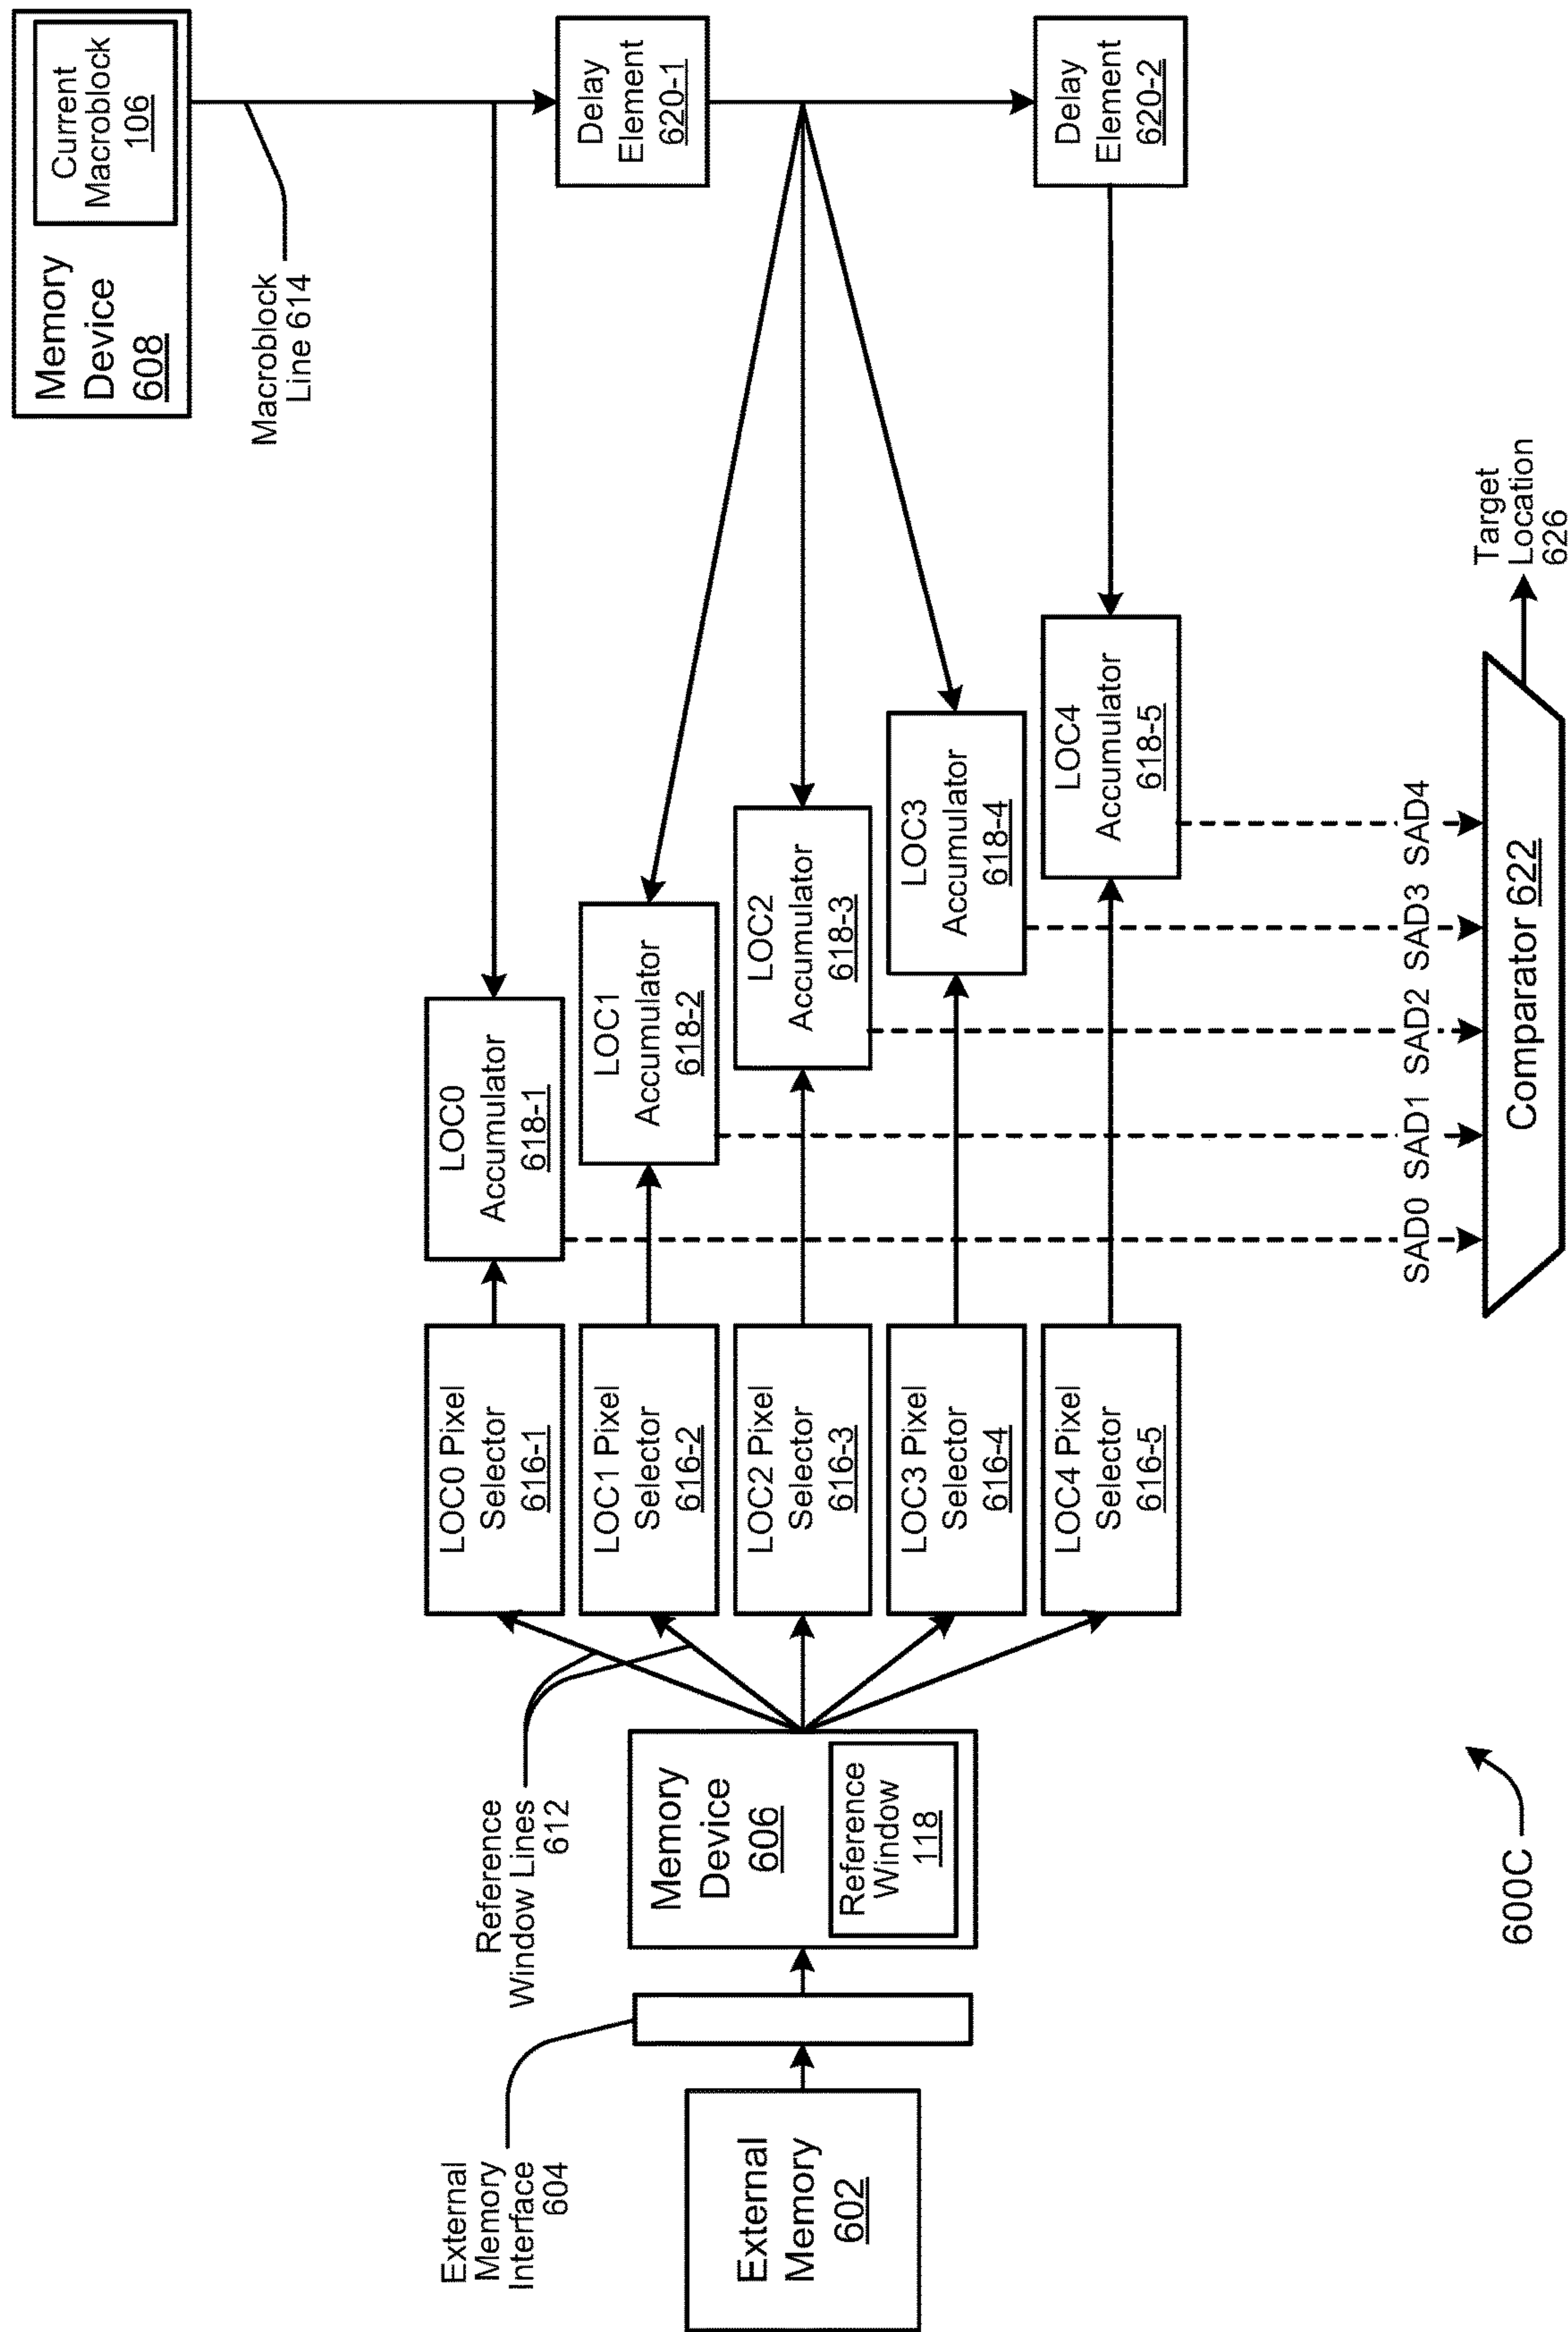 External
Memory
602
External
Memory
Interface
604
Memory
Device
606
Reference
Window
118
Reference
Window Lines
612
LOC0 Pixel
Selector
616-1
LOC1 Pixel
Selector
616-2
LOC2 Pixel
Selector
616-3
LOC3 Pixel
Selector
616-4
LOC4 Pixel
Selector
616-5
LOC0
Accumulator
618-1
LOC1
Accumulator
618-2
LOC2
Accumulator
618-3
LOC3
Accumulator
618-4
LOC4
Accumulator
618-5
Memory
Device
608
Current
Macroblock
106
Macroblock
Line 614
Delay
Element
620-1
Delay
Element
620-2
SAD0 SAD1 SAD2 SAD3 SAD4
Comparator 622
Target
Location
626
600C